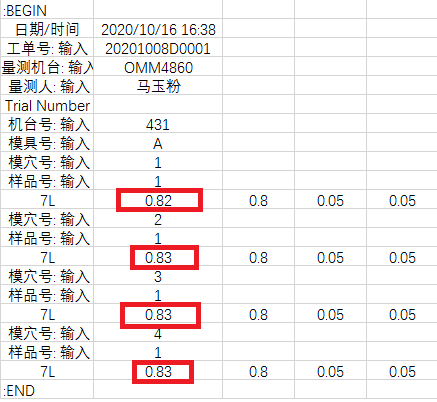 :BEGIN
日期/时间 2020/10/16 16:38
工单号: 输入 20201008D0001
量测机台: 输入 OMM4860
量测人: 输入 马玉粉
Trial Number
机台号: 输入 431
模具号: 输入 A
模穴号: 输入 1
样品号: 输入 1
7L 0.82 0.8 0.05 0.05
模穴号: 输入 2
样品号: 输入 1
7L 0.83 0.8 0.05 0.05
模穴号: 输入 3
样品号: 输入 1
7L 0.83 0.8 0.05 0.05
模穴号: 输入 4
样品号: 输入 1
7L 0.83 0.8 0.05 0.05
:END